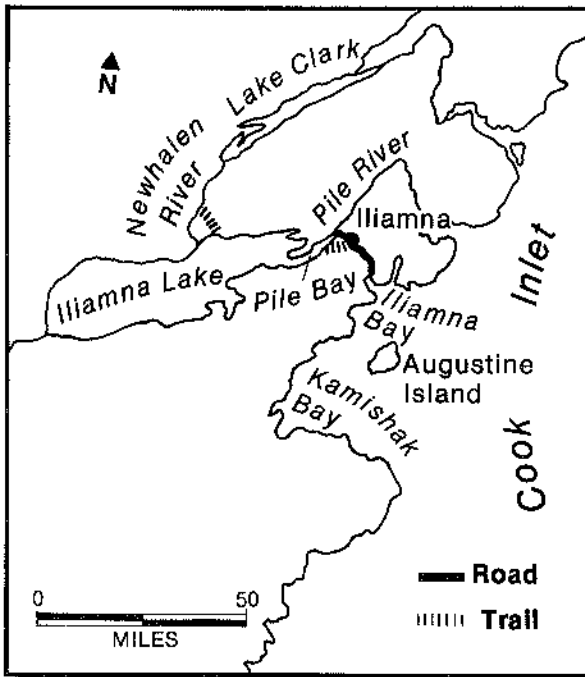 N
Lake Clark
Newhalen
River
Pile River
Iliamna
Iliamna Lake
Pile Bay
Iliamna
Bay
Augustine
Island
Kamishak
Bay
Cook Inlet
Road
Trail
0 50
MILES